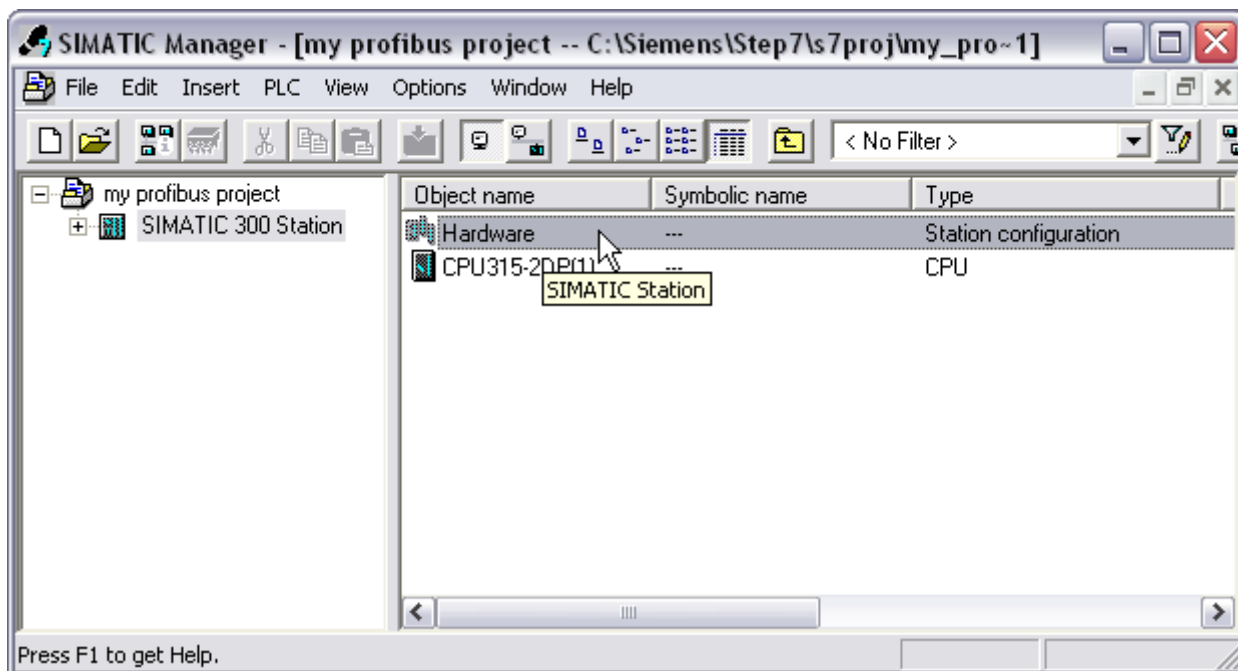 SIMATIC Manager - [my profibus project -- C:\Siemens\Step7\s7proj\my_pro~1]
File Edit Insert PLC View Options Window Help
< No Filter >
my profibus project
SIMATIC 300 Station
Object name Symbolic name Type
Hardware --- Station configuration
CPU315-2DP(1) --- CPU
SIMATIC Station
Press F1 to get Help.